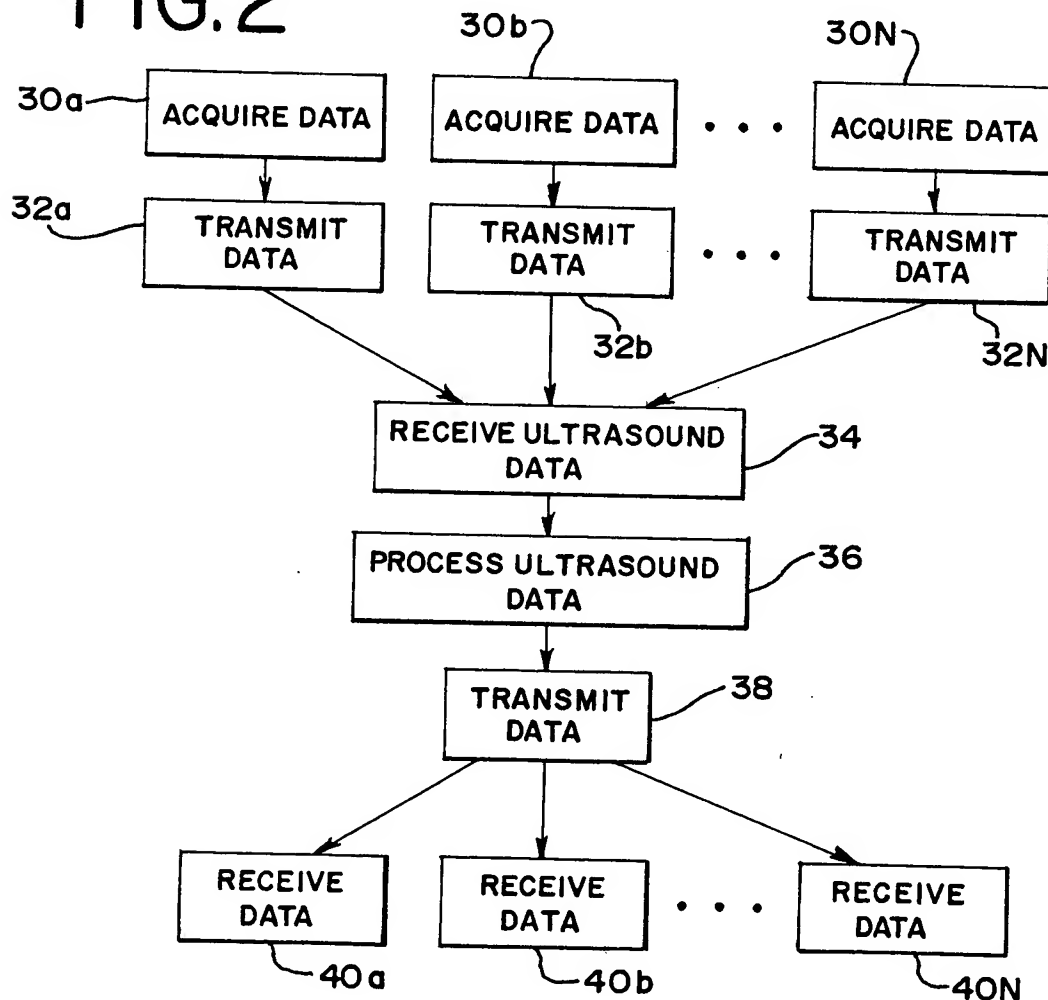 FIG. 2
30b
30N
30a
ACQUIRE DATA
ACQUIRE DATA
ACQUIRE DATA
32a
TRANSMIT
DATA
TRANSMIT
DATA
TRANSMIT
DATA
32b
32N
RECEIVE ULTRASOUND
DATA
34
PROCESS ULTRASOUND
DATA
36
TRANSMIT
DATA
38
RECEIVE
DATA
RECEIVE
DATA
RECEIVE
DATA
40a
40b
40N